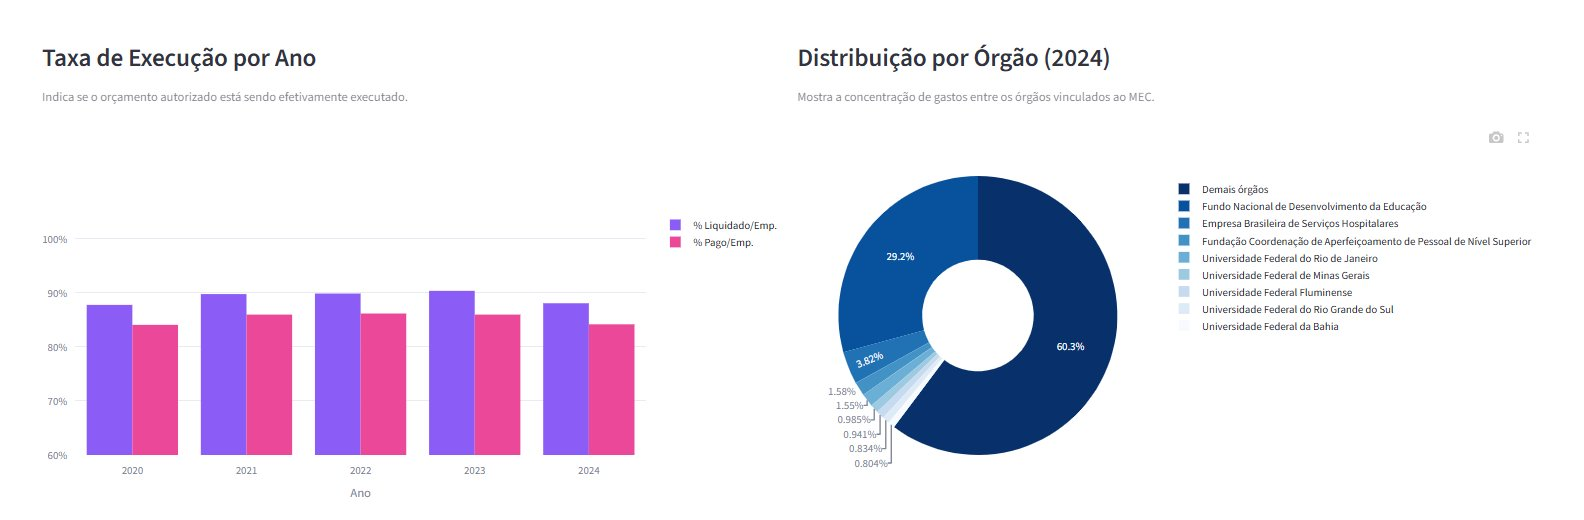 Taxa de Execução por Ano
Indica se o orçamento autorizado está sendo efetivamente executado.
100%
90%
80%
70%
60%
2020
2021
2022
2023
2024
Ano
% Liquidado/Emp.
% Pago/Emp.
Distribuição por Órgão (2024)
Mostra a concentração de gastos entre os órgãos vinculados ao MEC.
29.2%
60.3%
3.82%
1.58%
1.55%
0.985%
0.941%
0.834%
0.804%
Demais órgãos
Fundo Nacional de Desenvolvimento da Educação
Empresa Brasileira de Serviços Hospitalares
Fundação Coordenação de Aperfeiçoamento de Pessoal de Nível Superior
Universidade Federal do Rio de Janeiro
Universidade Federal de Minas Gerais
Universidade Federal Fluminense
Universidade Federal do Rio Grande do Sul
Universidade Federal da Bahia